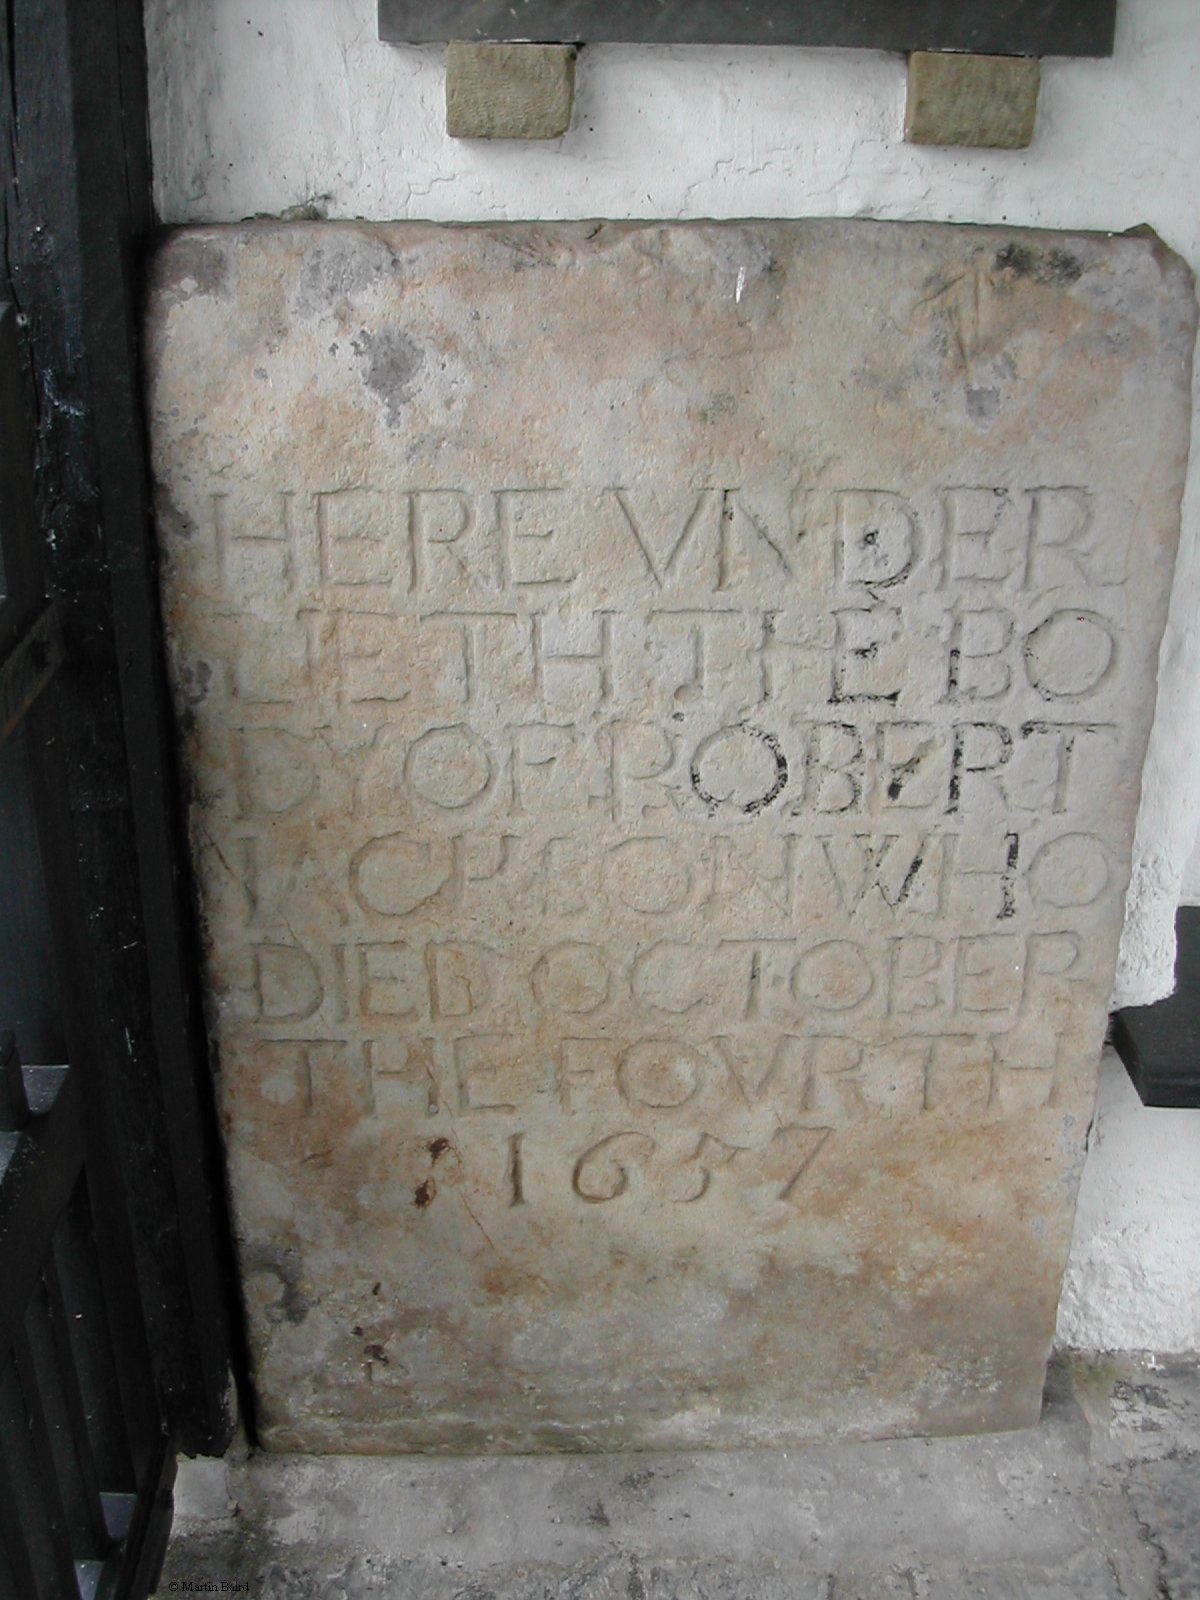 HERE VNDER
LIETH THE BO
DY OF ROBERT
IACKSON WHO
DIED OCTOBER
THE FOVRTH
1657
© Martin Baird